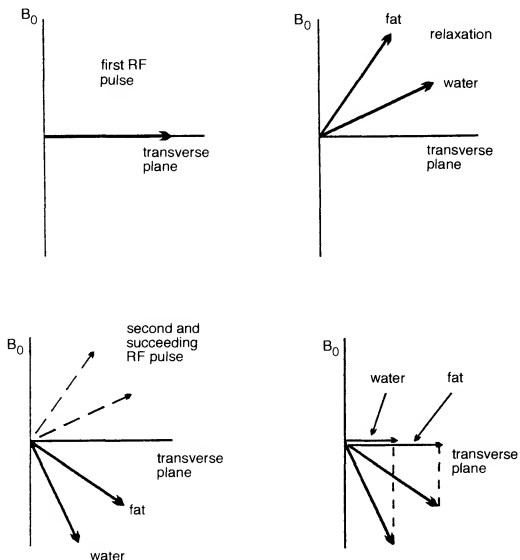 B0
first RF
pulse
transverse
plane
B0
fat
relaxation
water
transverse
plane
B0
second and
succeeding
RF pulse
transverse
plane
fat
water
B0
water
fat
transverse
plane